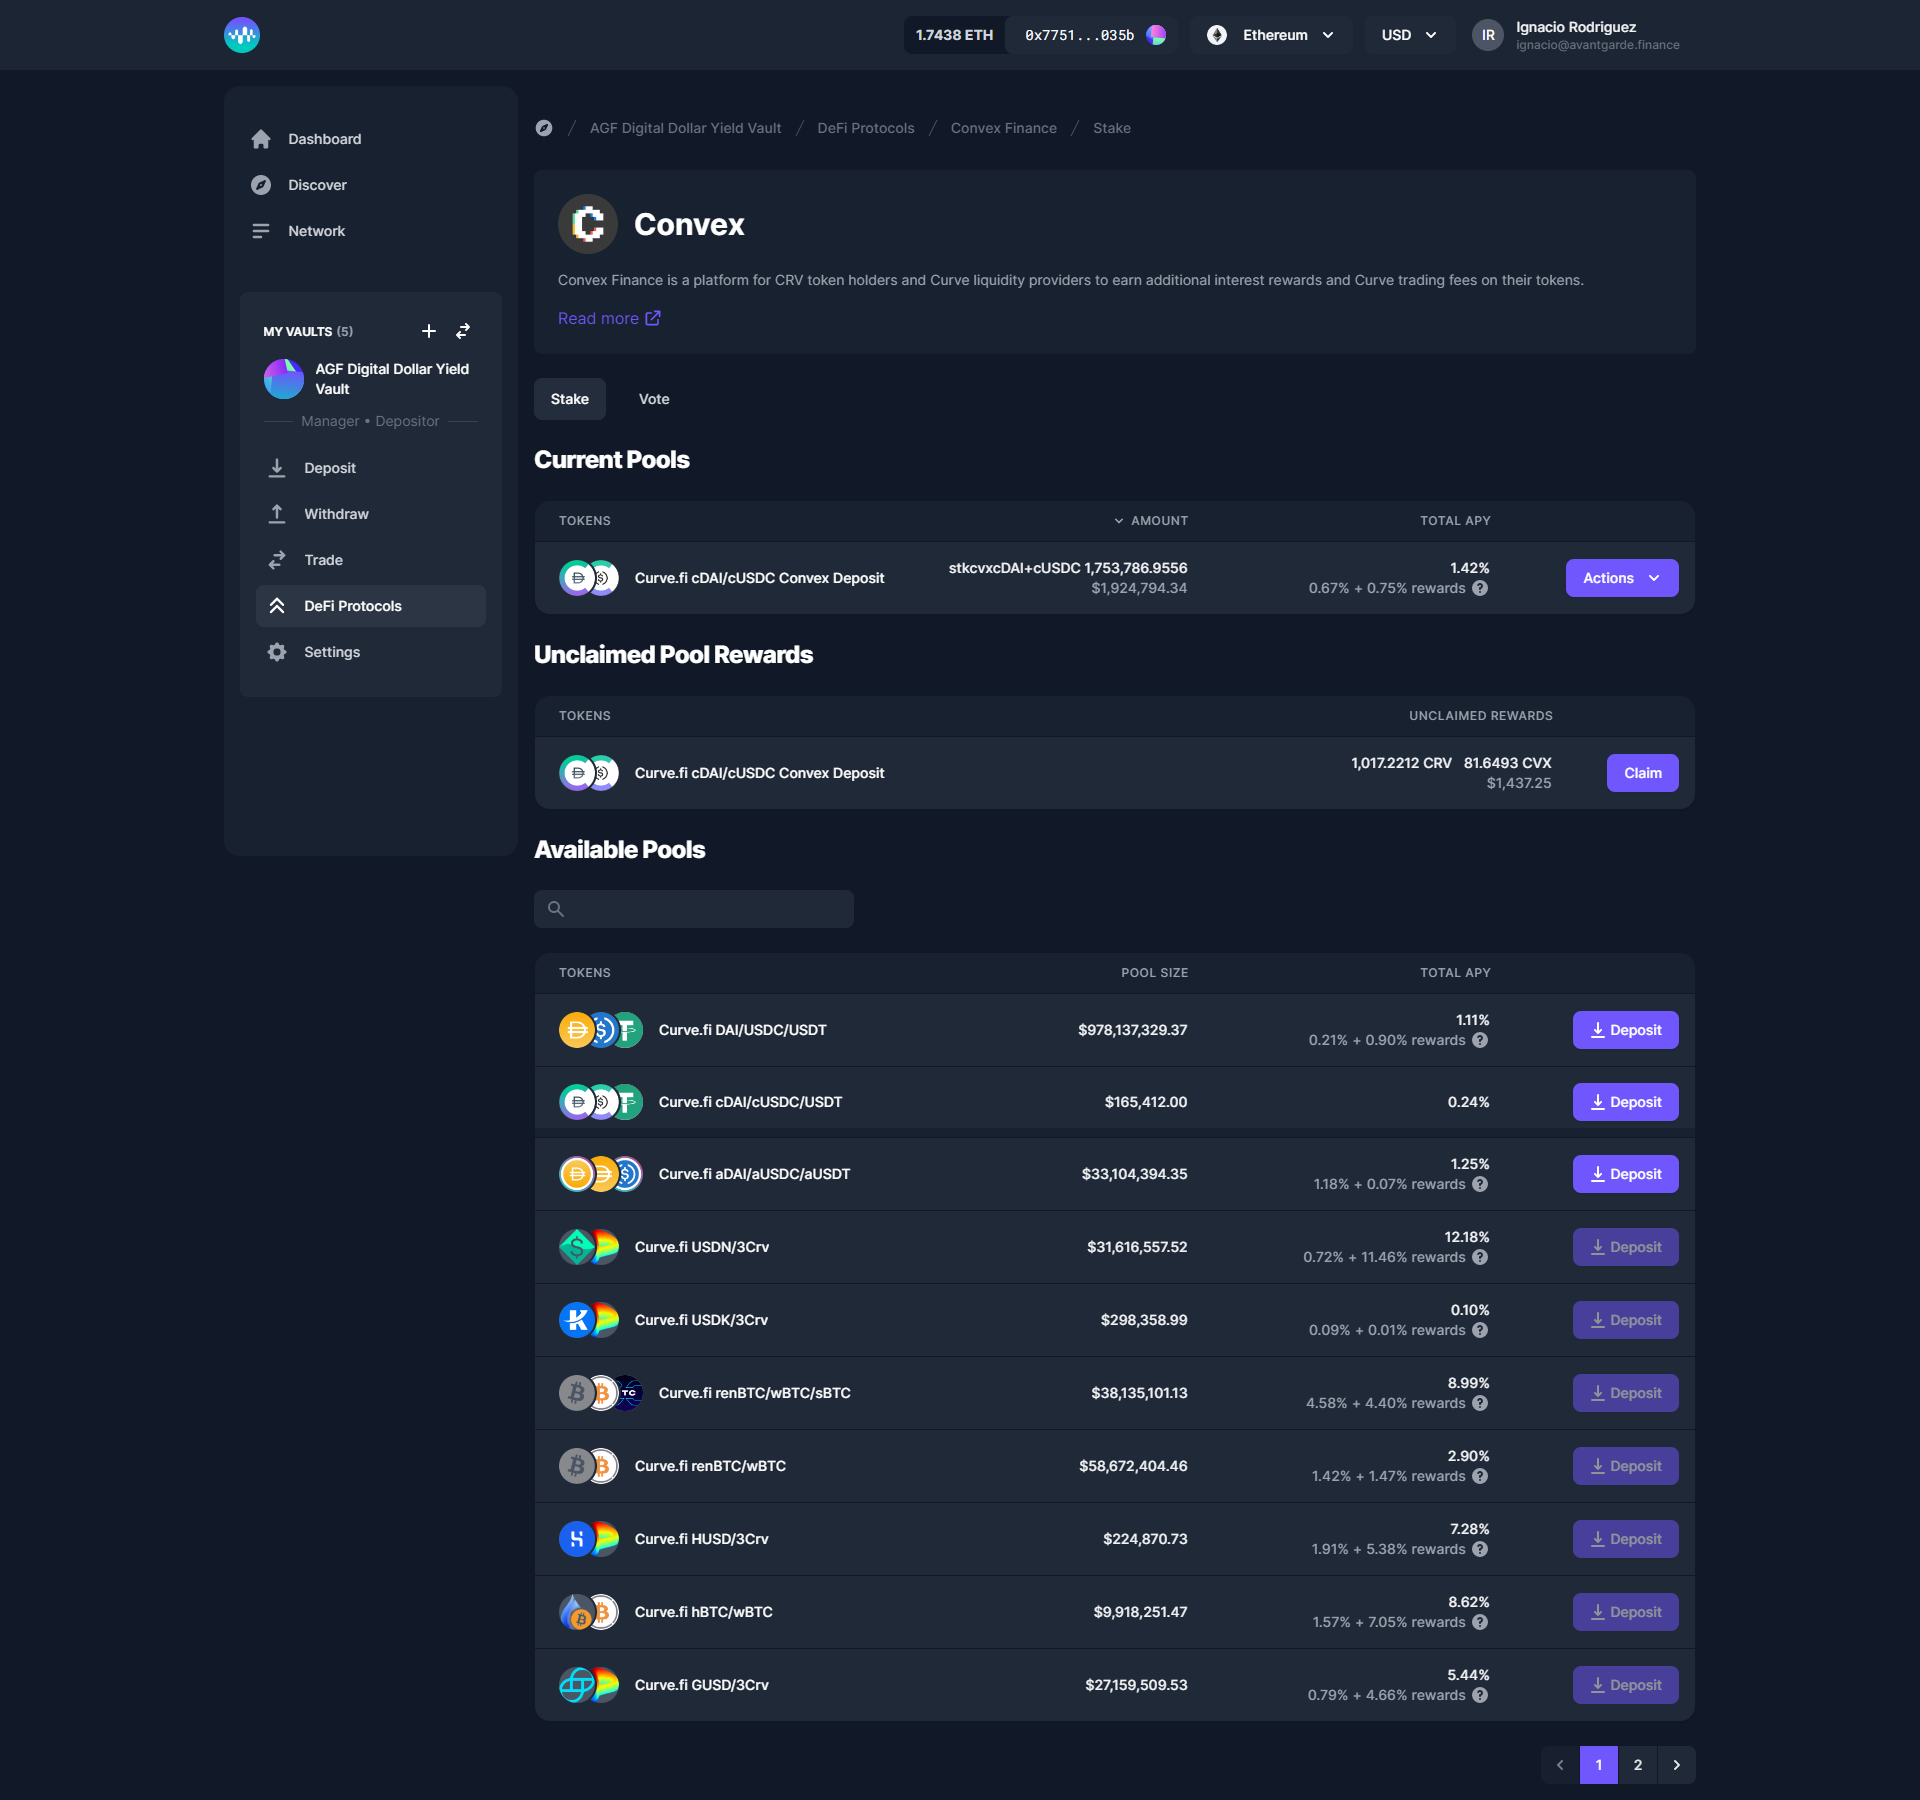 1.7438 ETH 0x7751...035b Ethereum USD IR Ignacio Rodriguez
ignacio@avantgarde.finance
Dashboard
Discover
Network
MY VAULTS (5)
AGF Digital Dollar Yield
Vault
Manager • Depositor
Deposit
Withdraw
Trade
DeFi Protocols
Settings
/ AGF Digital Dollar Yield Vault / DeFi Protocols / Convex Finance / Stake
Convex
Convex Finance is a platform for CRV token holders and Curve liquidity providers to earn additional interest rewards and Curve trading fees on their tokens.
Read more
Stake Vote
Current Pools
TOKENS AMOUNT TOTAL APY
Curve.fi cDAI/cUSDC Convex Deposit stkcvxcDAI+cUSDC 1,753,786.9556 1.42% Actions
$1,924,794.34 0.67% + 0.75% rewards ?
Unclaimed Pool Rewards
TOKENS UNCLAIMED REWARDS
Curve.fi cDAI/cUSDC Convex Deposit 1,017.2212 CRV 81.6493 CVX Claim
$1,437.25
Available Pools
TOKENS POOL SIZE TOTAL APY
Curve.fi DAI/USDC/USDT $978,137,329.37 1.11% Deposit
0.21% + 0.90% rewards ?
Curve.fi cDAI/cUSDC/USDT $165,412.00 0.24% Deposit
Curve.fi aDAI/aUSDC/aUSDT $33,104,394.35 1.25% Deposit
1.18% + 0.07% rewards ?
Curve.fi USDN/3Crv $31,616,557.52 12.18% Deposit
0.72% + 11.46% rewards ?
Curve.fi USDK/3Crv $298,358.99 0.10% Deposit
0.09% + 0.01% rewards ?
Curve.fi renBTC/wBTC/sBTC $38,135,101.13 8.99% Deposit
4.58% + 4.40% rewards ?
Curve.fi renBTC/wBTC $58,672,404.46 2.90% Deposit
1.42% + 1.47% rewards ?
Curve.fi HUSD/3Crv $224,870.73 7.28% Deposit
1.91% + 5.38% rewards ?
Curve.fi hBTC/wBTC $9,918,251.47 8.62% Deposit
1.57% + 7.05% rewards ?
Curve.fi GUSD/3Crv $27,159,509.53 5.44% Deposit
0.79% + 4.66% rewards ?
1 2